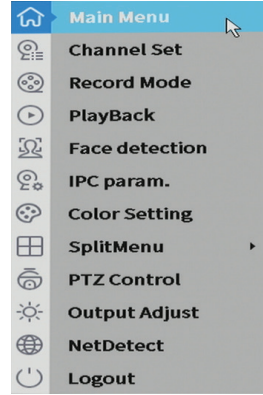 Main Menu
Channel Set
Record Mode
PlayBack
Face detection
IPC param.
Color Setting
SplitMenu
PTZ Control
Output Adjust
NetDetect
Logout